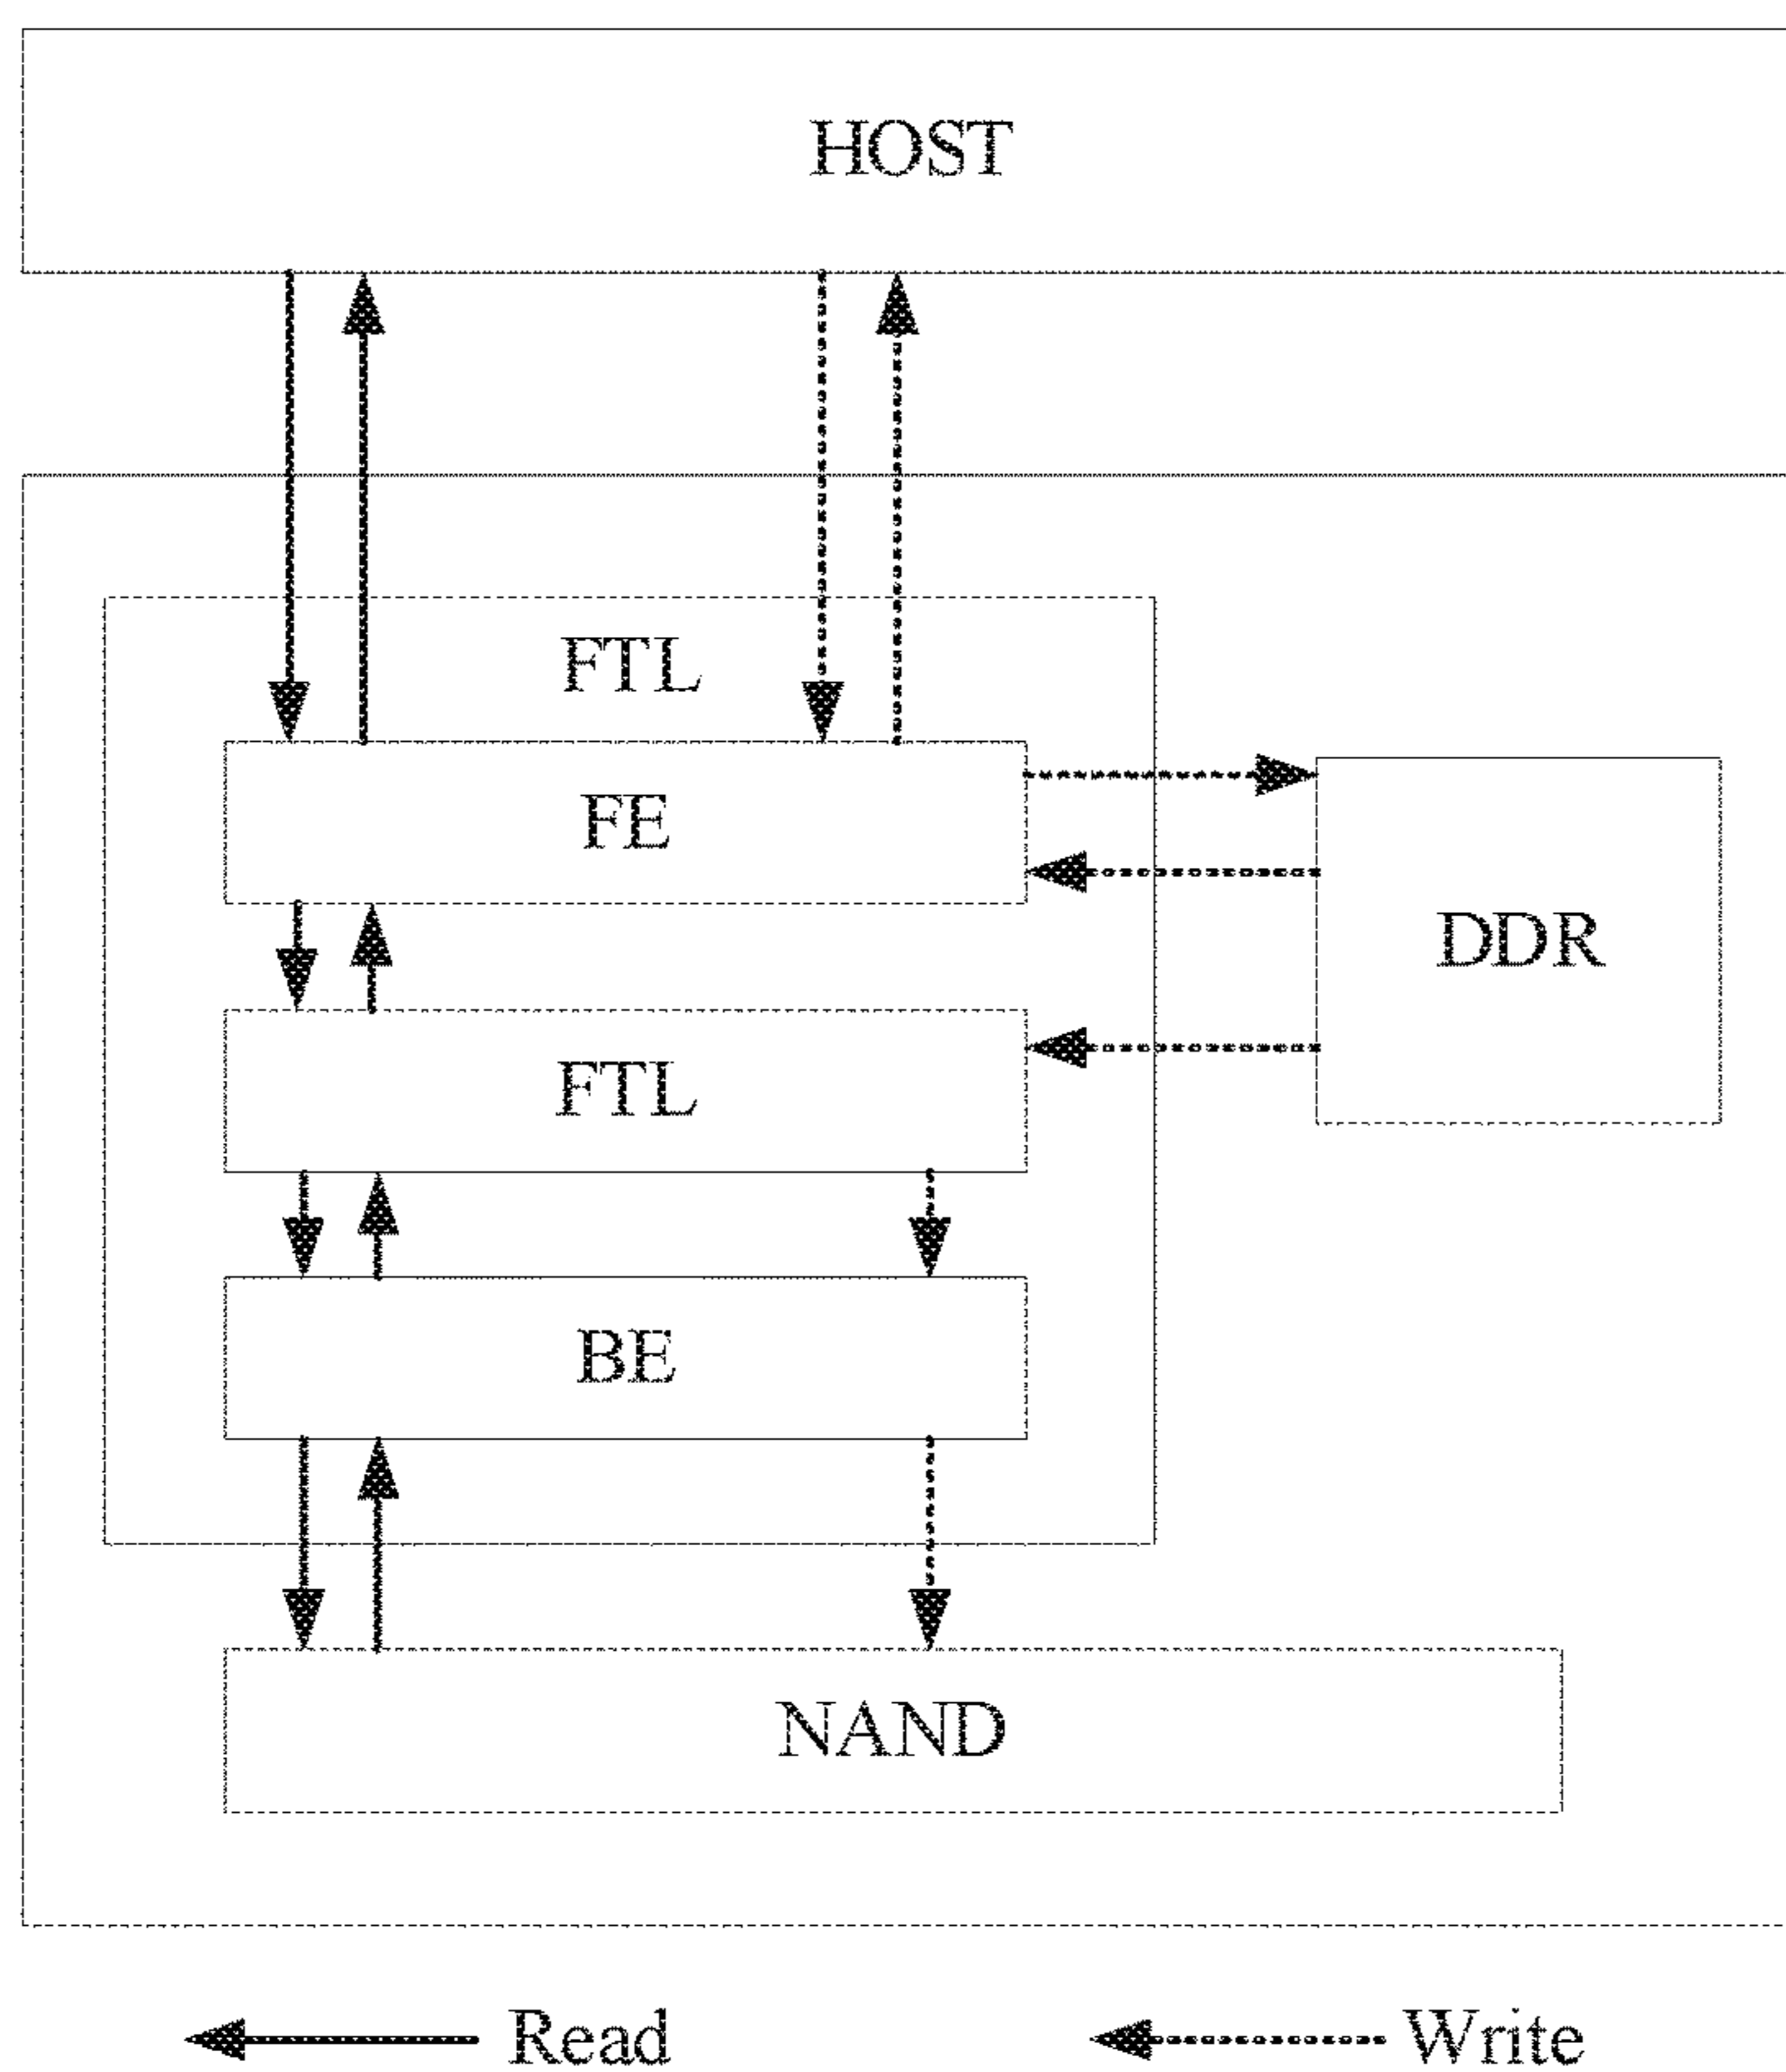 HOST
FTL
FE
DDR
FTL
BE
NAND
Read
Write